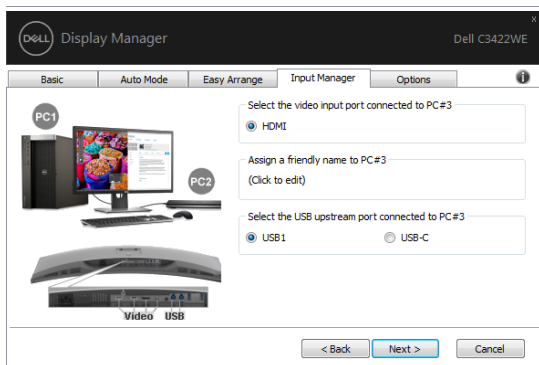 DELL Display Manager
Dell C3422WE
x
Basic Auto Mode Easy Arrange Input Manager Options
PC1
PC2
Video USB
Select the video input port connected to PC#3
HDMI
Assign a friendly name to PC#3
(Click to edit)
Select the USB upstream port connected to PC#3
USB1 USB-C
< Back Next > Cancel